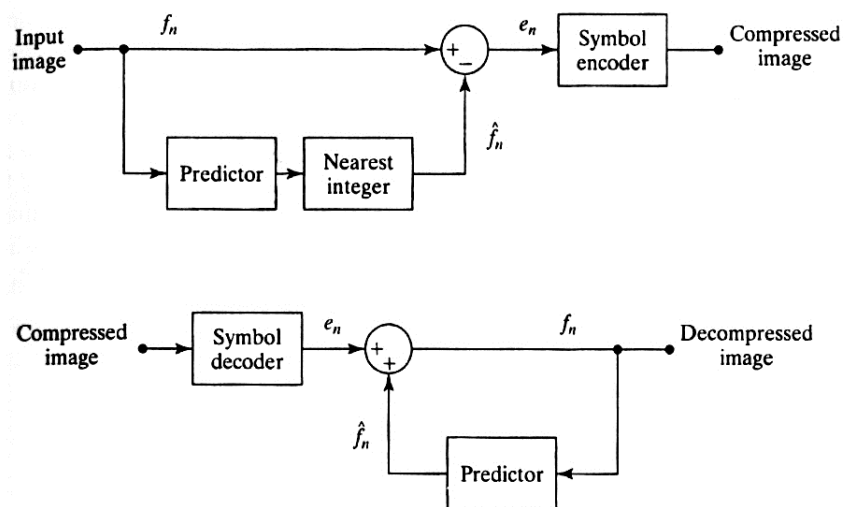 Input
image
f_n
+
−
e_n
Symbol
encoder
Compressed
image
Predictor
Nearest
integer
f̂_n
Compressed
image
Symbol
decoder
e_n
+
+
f_n
Decompressed
image
f̂_n
Predictor